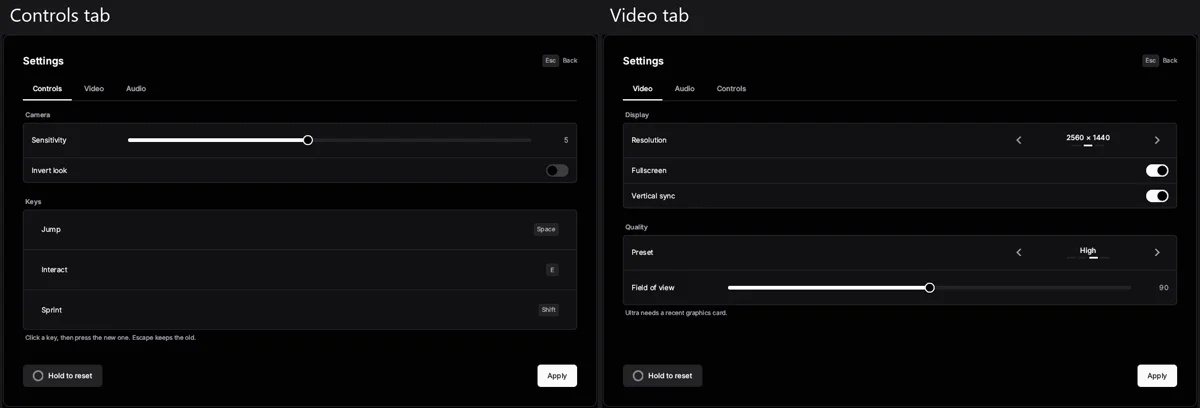 Controls tab
Settings
Esc Back
Controls Video Audio
Camera
Sensitivity 5
Invert look
Keys
Jump Space
Interact E
Sprint Shift
Click a key, then press the new one. Escape keeps the old.
Hold to reset Apply
Video tab
Settings
Esc Back
Video Audio Controls
Display
Resolution 2560 × 1440
Fullscreen
Vertical sync
Quality
Preset High
Field of view 90
Ultra needs a recent graphics card.
Hold to reset Apply